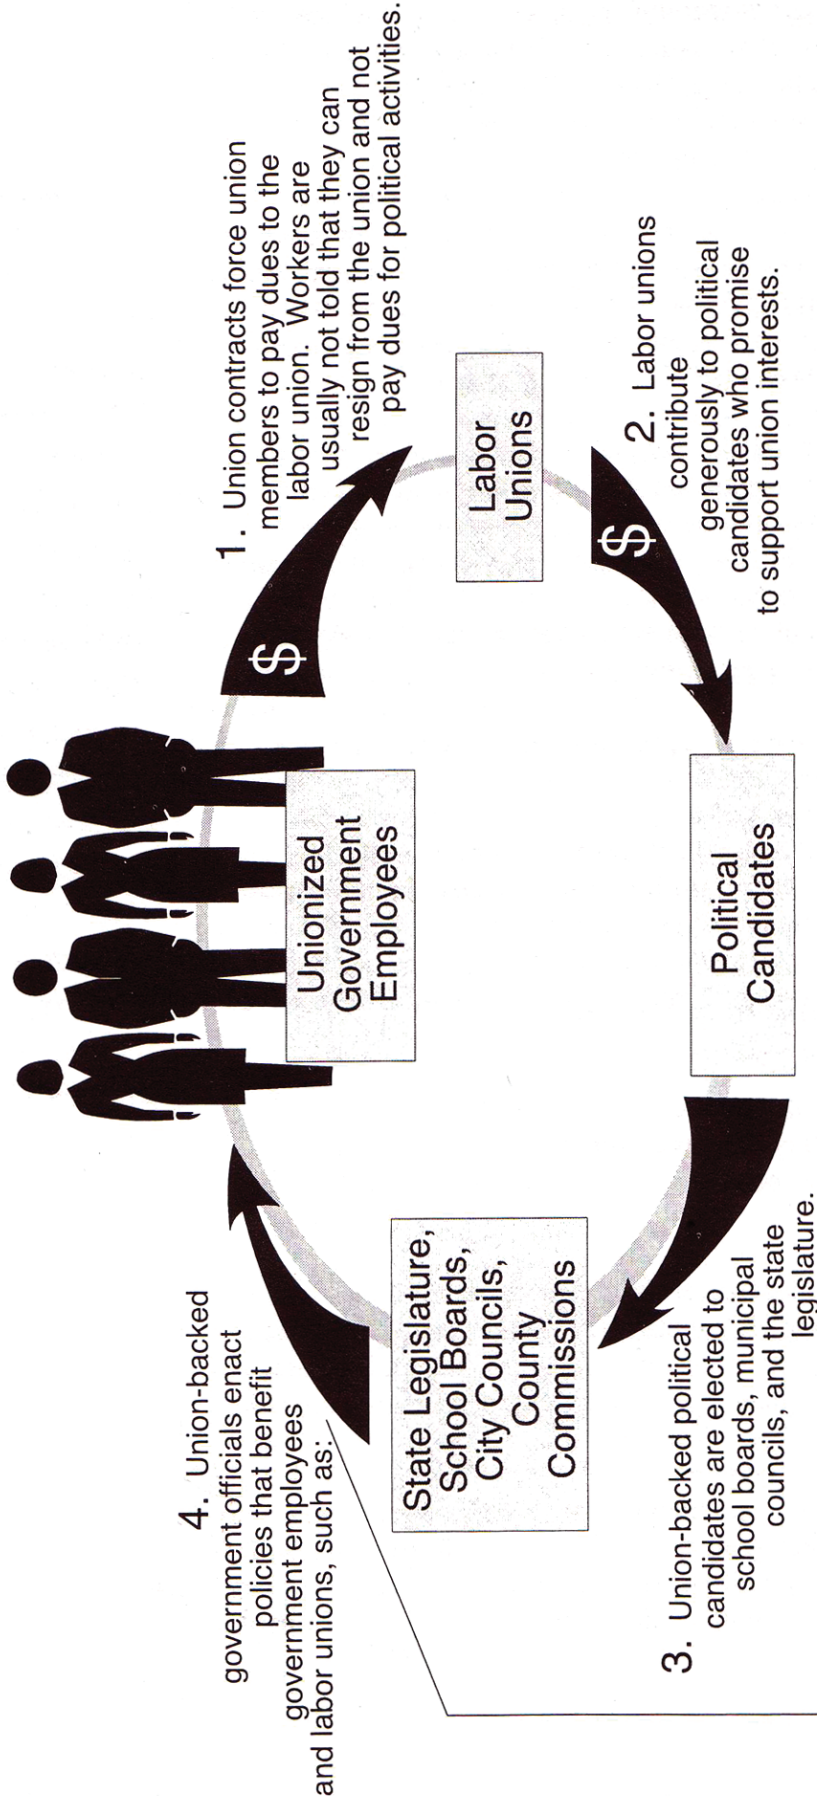 1. Union contracts force union
members to pay dues to the
labor union. Workers are
usually not told that they can
resign from the union and not
pay dues for political activities.
$
Unionized
Government
Employees
Labor
Unions
$
2. Labor unions
contribute
generously to political
candidates who promise
to support union interests.
Political
Candidates
3. Union-backed political
candidates are elected to
school boards, municipal
councils, and the state
legislature.
State Legislature,
School Boards,
City Councils,
County
Commissions
4. Union-backed
government officials enact
policies that benefit
government employees
and labor unions, such as: